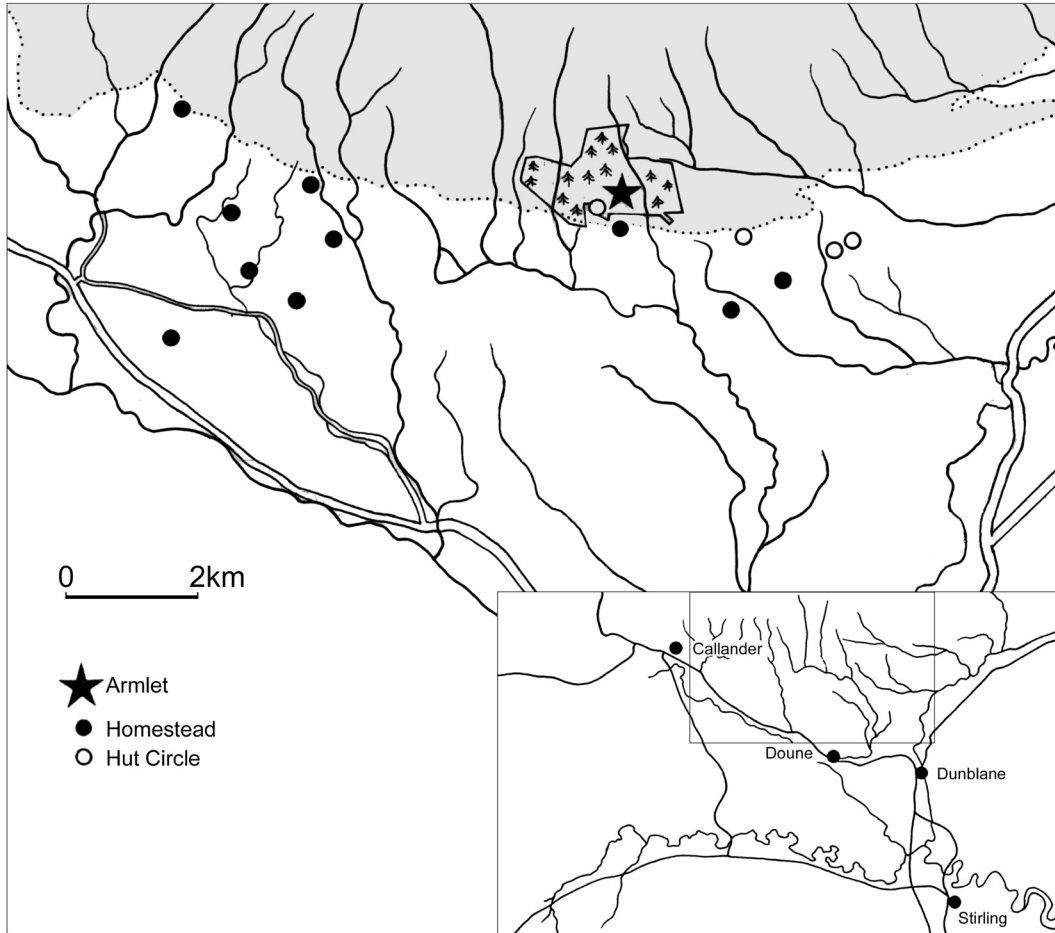 0 2km
Armlet
Homestead
Hut Circle
Callander
Doune
Dunblane
Stirling